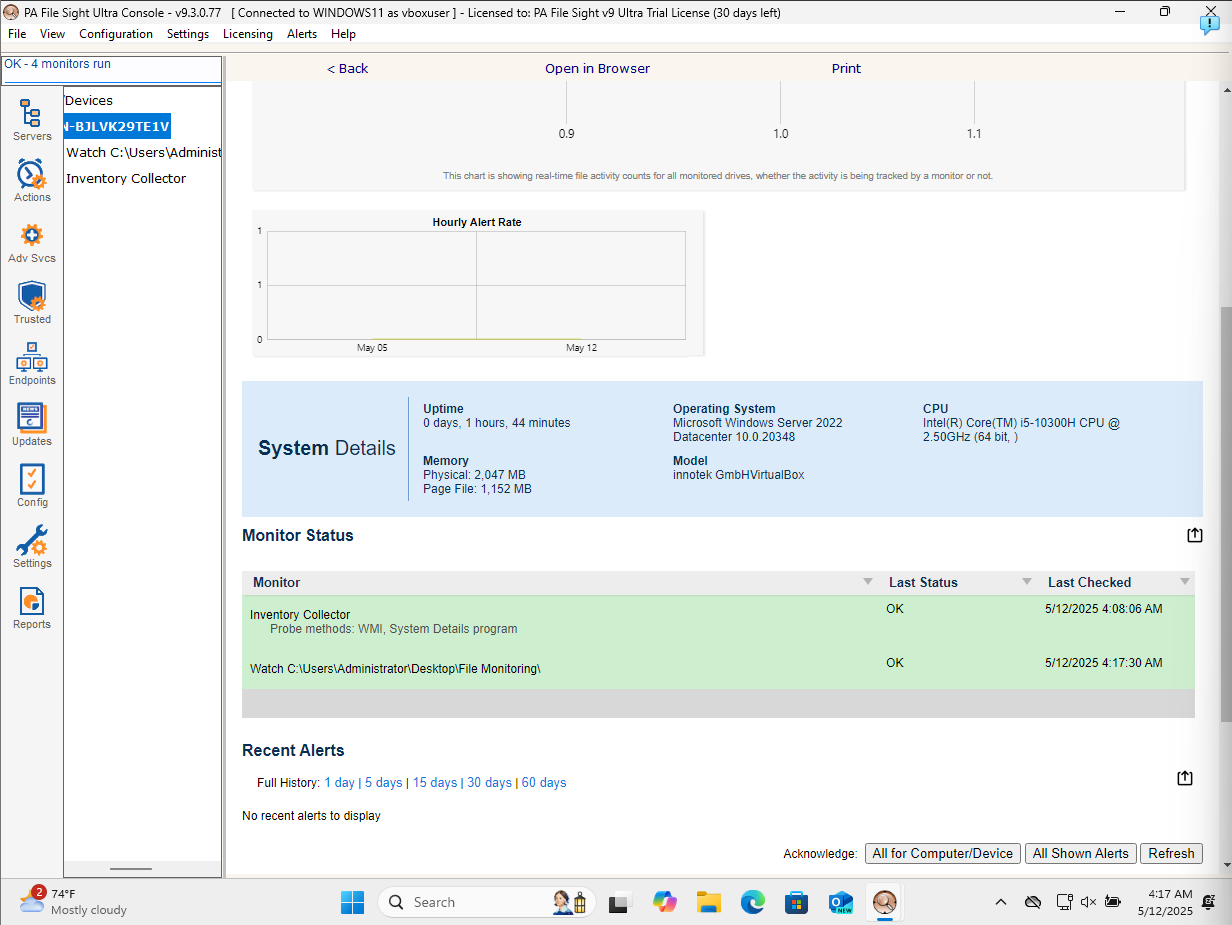 PA File Sight Ultra Console - v9.3.0.77 [ Connected to WINDOWS11 as vboxuser ] - Licensed to: PA File Sight v9 Ultra Trial License (30 days left)
File View Configuration Settings Licensing Alerts Help
OK - 4 monitors run
< Back Open in Browser Print
Servers
Actions
Adv Svcs
Trusted
Endpoints
Updates
Config
Settings
Reports
/Devices
N-BJLVK29TE1V
Watch C:\Users\Administ
Inventory Collector
0.9 1.0 1.1
This chart is showing real-time file activity counts for all monitored drives, whether the activity is being tracked by a monitor or not.
Hourly Alert Rate
1
1
0
May 05 May 12
System Details
Uptime
0 days, 1 hours, 44 minutes
Memory
Physical: 2,047 MB
Page File: 1,152 MB
Operating System
Microsoft Windows Server 2022
Datacenter 10.0.20348
Model
innotek GmbHVirtualBox
CPU
Intel(R) Core(TM) i5-10300H CPU @
2.50GHz (64 bit, )
Monitor Status
Monitor Last Status Last Checked
Inventory Collector OK 5/12/2025 4:08:06 AM
Probe methods: WMI, System Details program
Watch C:\Users\Administrator\Desktop\File Monitoring\ OK 5/12/2025 4:17:30 AM
Recent Alerts
Full History: 1 day | 5 days | 15 days | 30 days | 60 days
No recent alerts to display
Acknowledge: All for Computer/Device All Shown Alerts Refresh
2
74°F
Mostly cloudy
Search
NEW
4:17 AM
5/12/2025